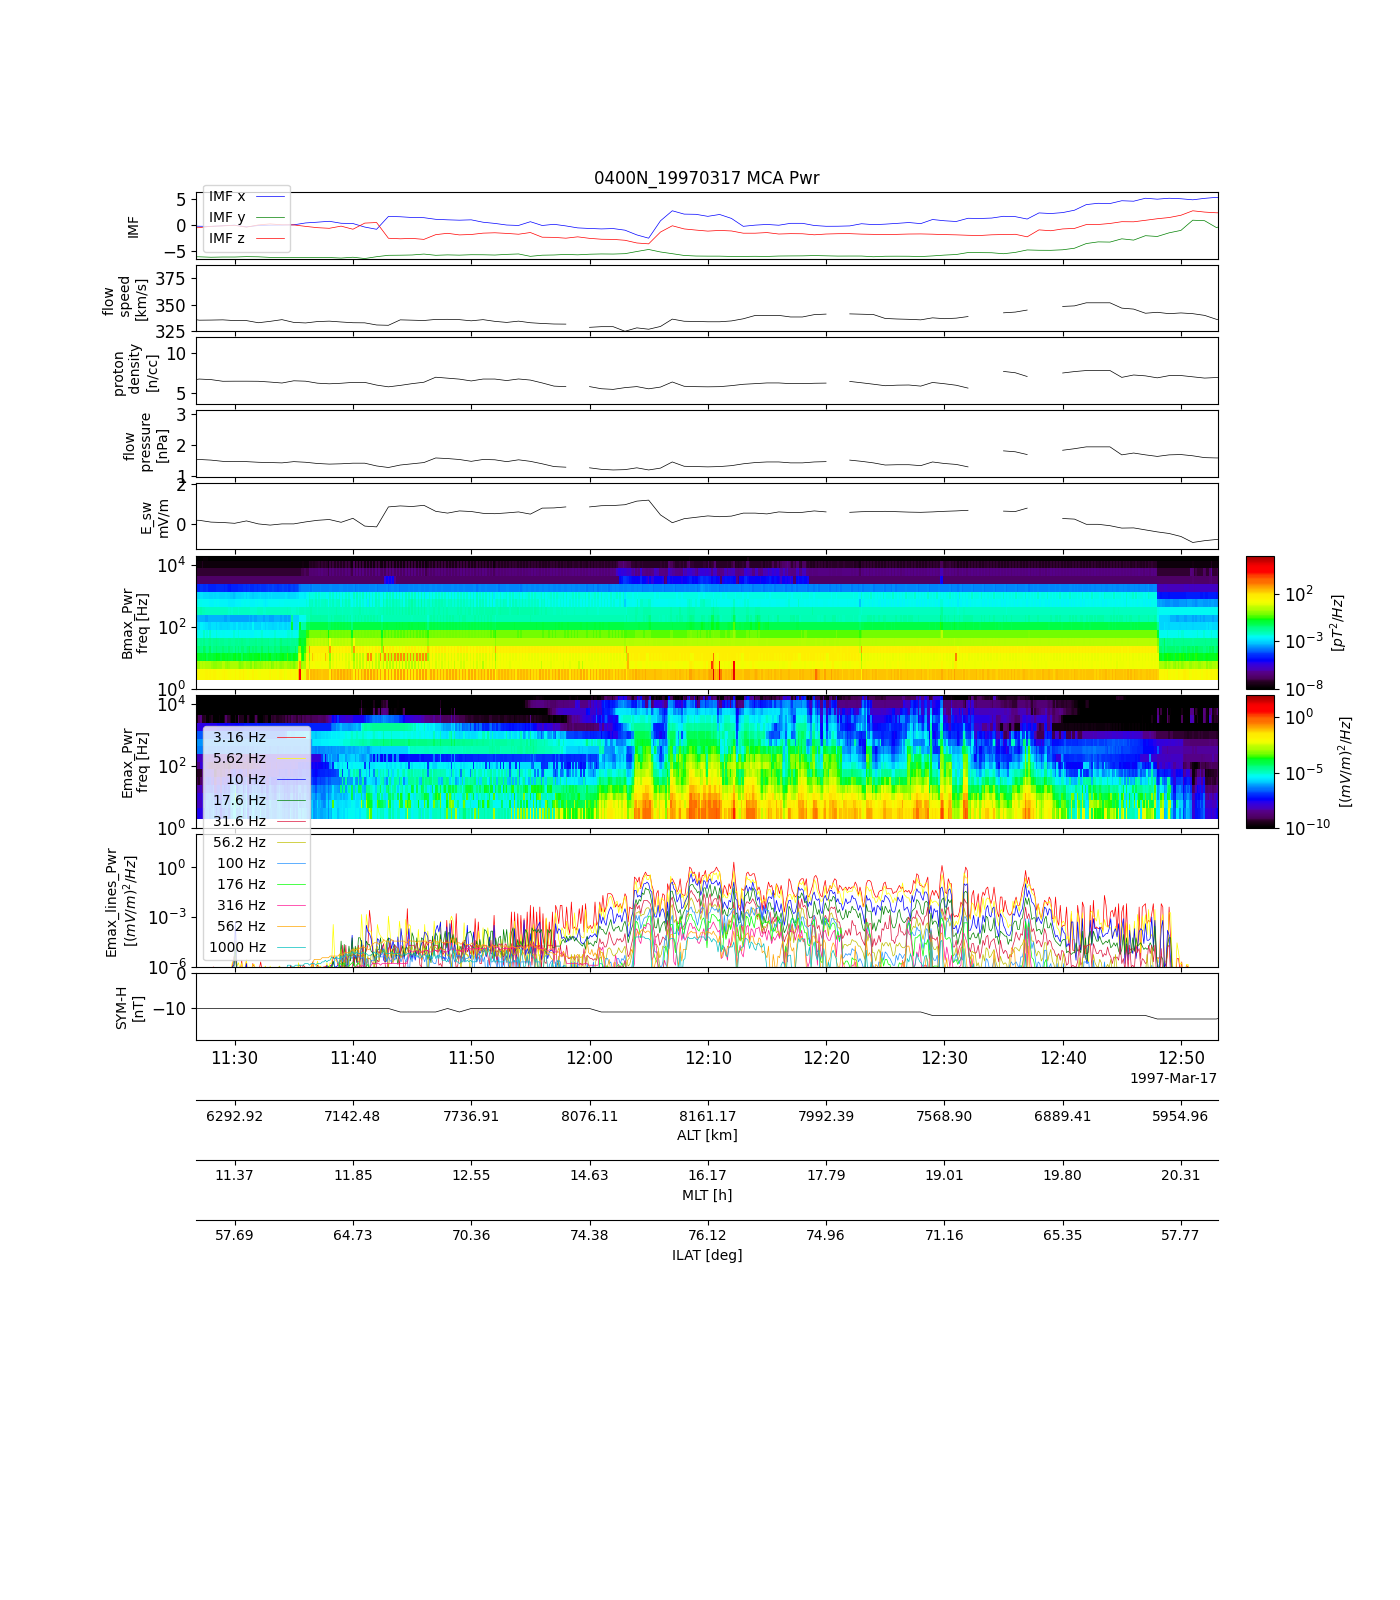 0400N_19970317 MCA Pwr
IMF
5
0
−5
IMF x
IMF y
IMF z
flow
speed
[km/s]
375
350
325
proton
density
[n/cc]
10
5
flow
pressure
[nPa]
3
2
1
E_sw
mV/m
2
0
Bmax_Pwr
freq [Hz]
10^4
10^2
10^0
10^2
10^−3
10^−8
[pT^2/Hz]
Emax_Pwr
freq [Hz]
10^4
10^2
10^0
10^0
10^−5
10^−10
[(mV/m)^2/Hz]
3.16 Hz
5.62 Hz
10 Hz
17.6 Hz
31.6 Hz
56.2 Hz
100 Hz
176 Hz
316 Hz
562 Hz
1000 Hz
Emax_lines_Pwr
[(mV/m)^2/Hz]
10^0
10^−3
10^−6
SYM-H
[nT]
0
−10
11:30 11:40 11:50 12:00 12:10 12:20 12:30 12:40 12:50
1997-Mar-17
6292.92 7142.48 7736.91 8076.11 8161.17 7992.39 7568.90 6889.41 5954.96
ALT [km]
11.37 11.85 12.55 14.63 16.17 17.79 19.01 19.80 20.31
MLT [h]
57.69 64.73 70.36 74.38 76.12 74.96 71.16 65.35 57.77
ILAT [deg]